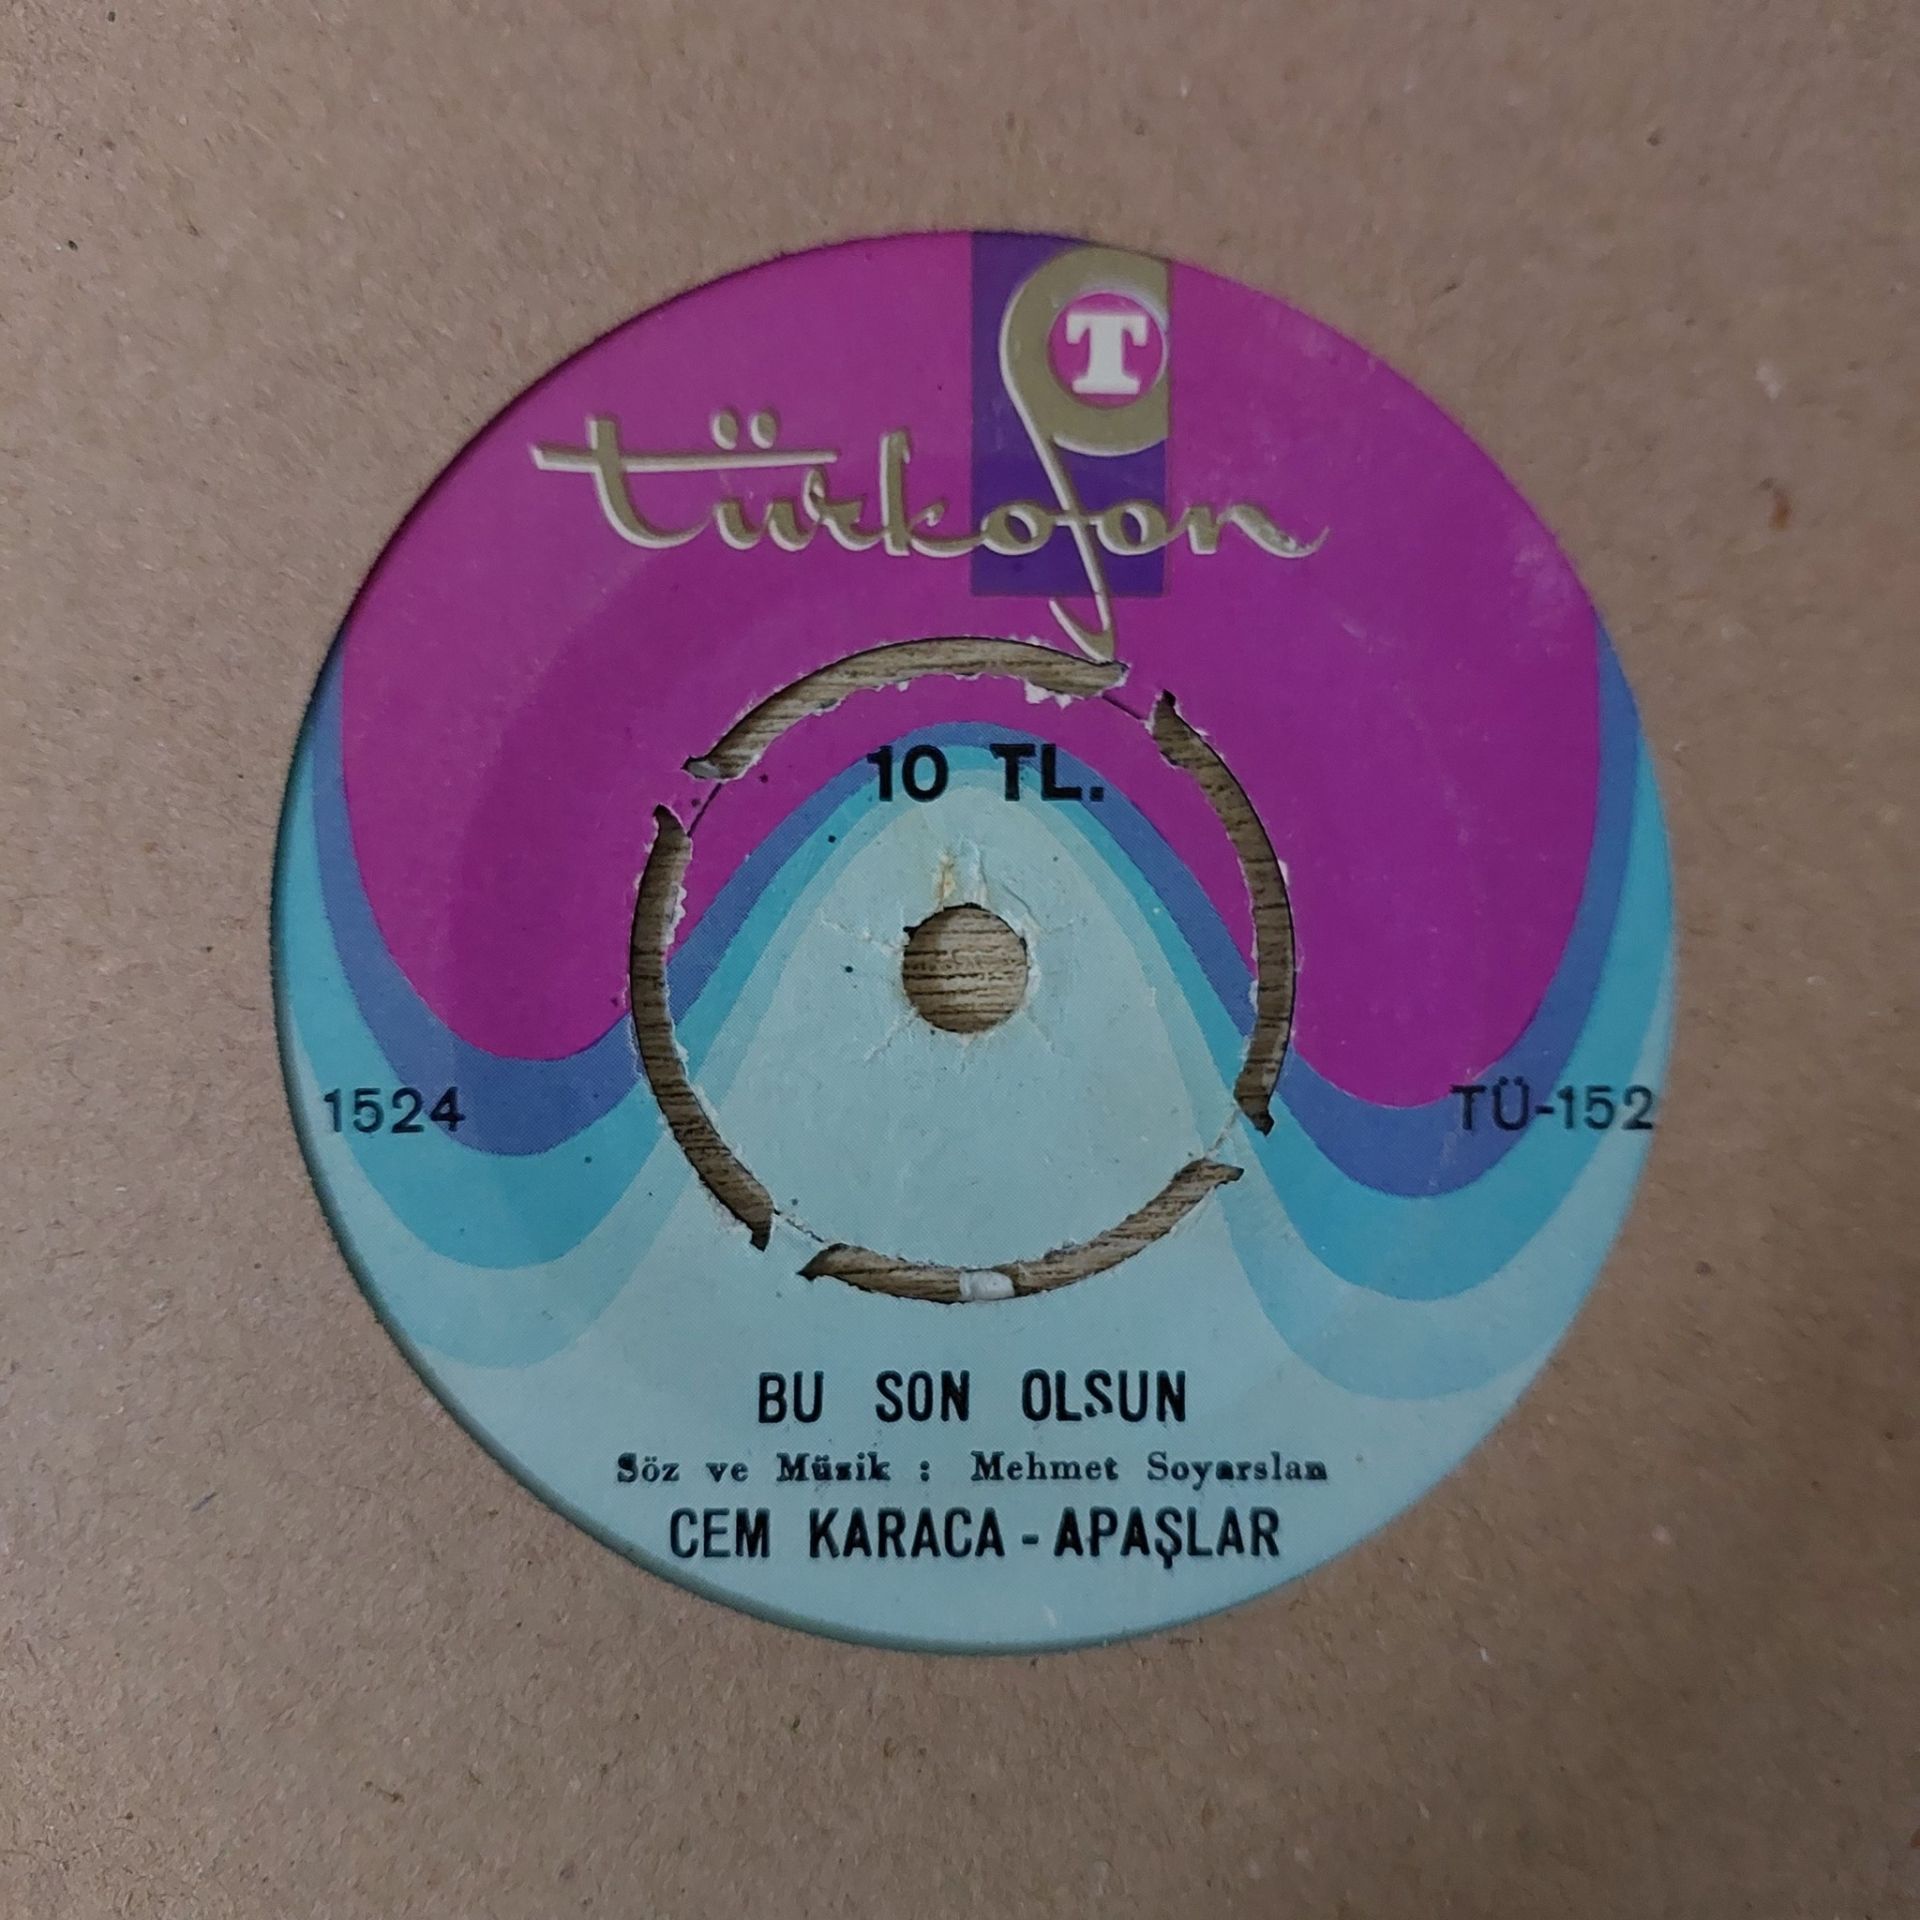 T
türkofon
10 TL.
1524
TÜ-152
BU SON OLSUN
Söz ve Müzik : Mehmet Soyarslan
CEM KARACA - APAŞLAR